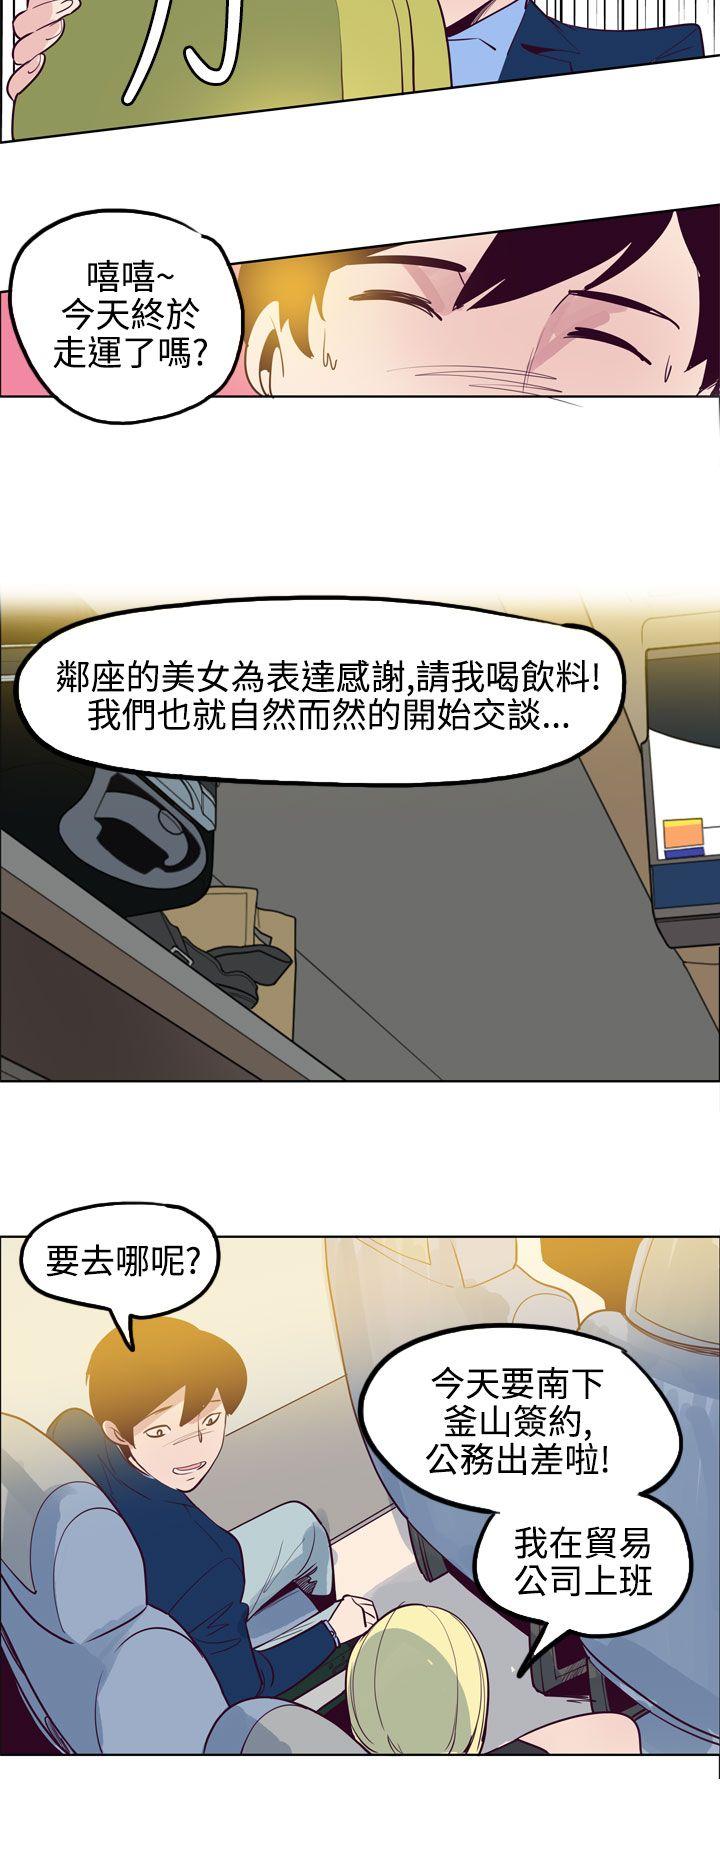 嘻嘻~
今天終於
走運了嗎?
鄰座的美女為表達感謝,請我喝飲料!
我們也就自然而然的開始交談...
要去哪呢?
今天要南下
釜山簽約,
公務出差啦!
我在貿易
公司上班